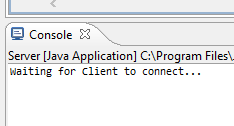 Console
Server [Java Application] C:\Program Files\
Waiting for Client to connect...